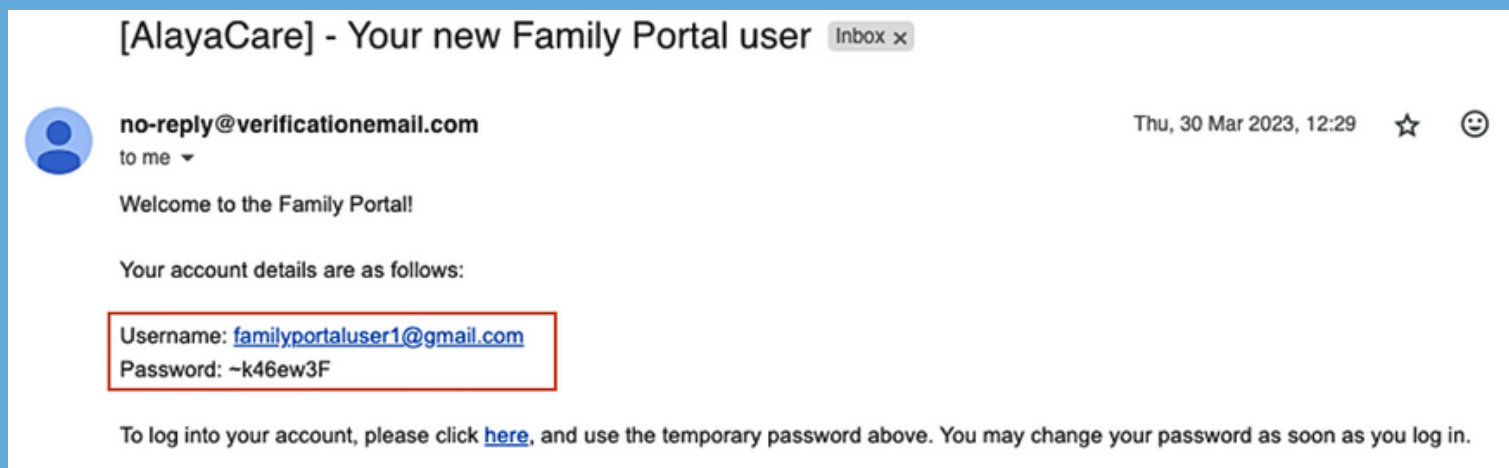 [AlayaCare] - Your new Family Portal user Inbox x
no-reply@verificationemail.com Thu, 30 Mar 2023, 12:29
to me
Welcome to the Family Portal!
Your account details are as follows:
Username: familyportaluser1@gmail.com
Password: ~k46ew3F
To log into your account, please click here, and use the temporary password above. You may change your password as soon as you log in.